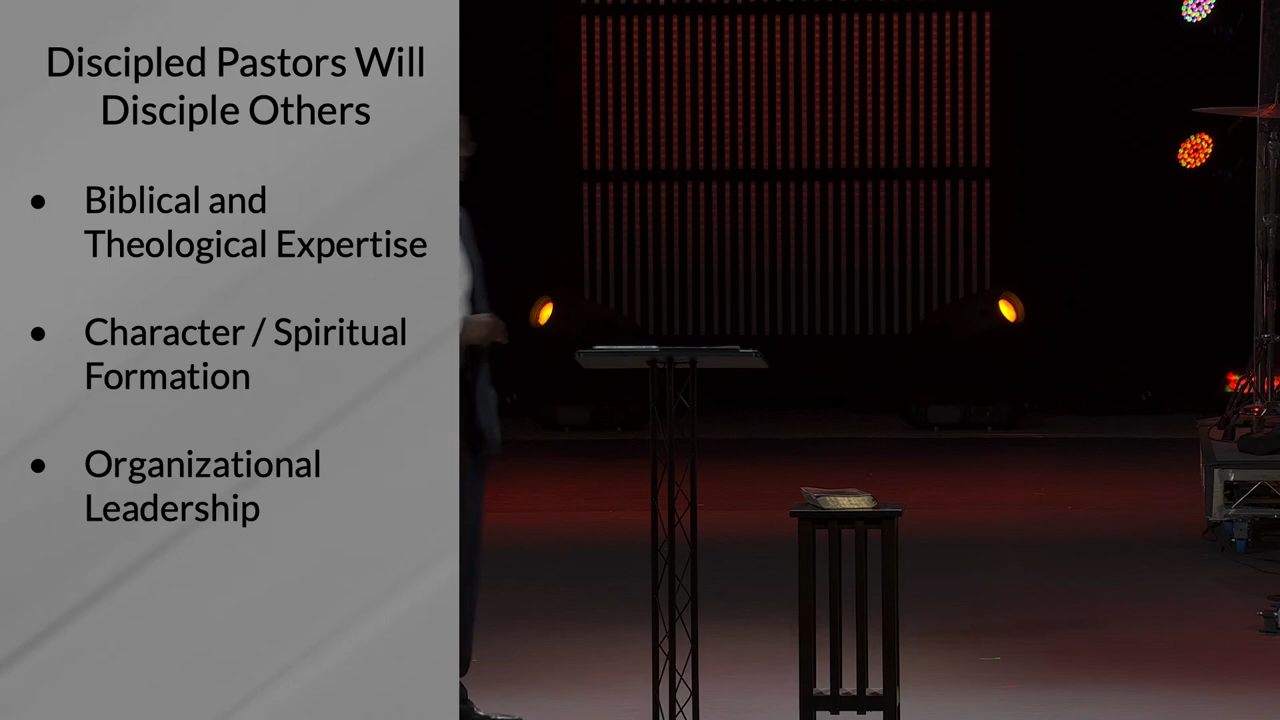 Discipled Pastors Will
Disciple Others
• Biblical and
Theological Expertise
• Character / Spiritual
Formation
• Organizational
Leadership